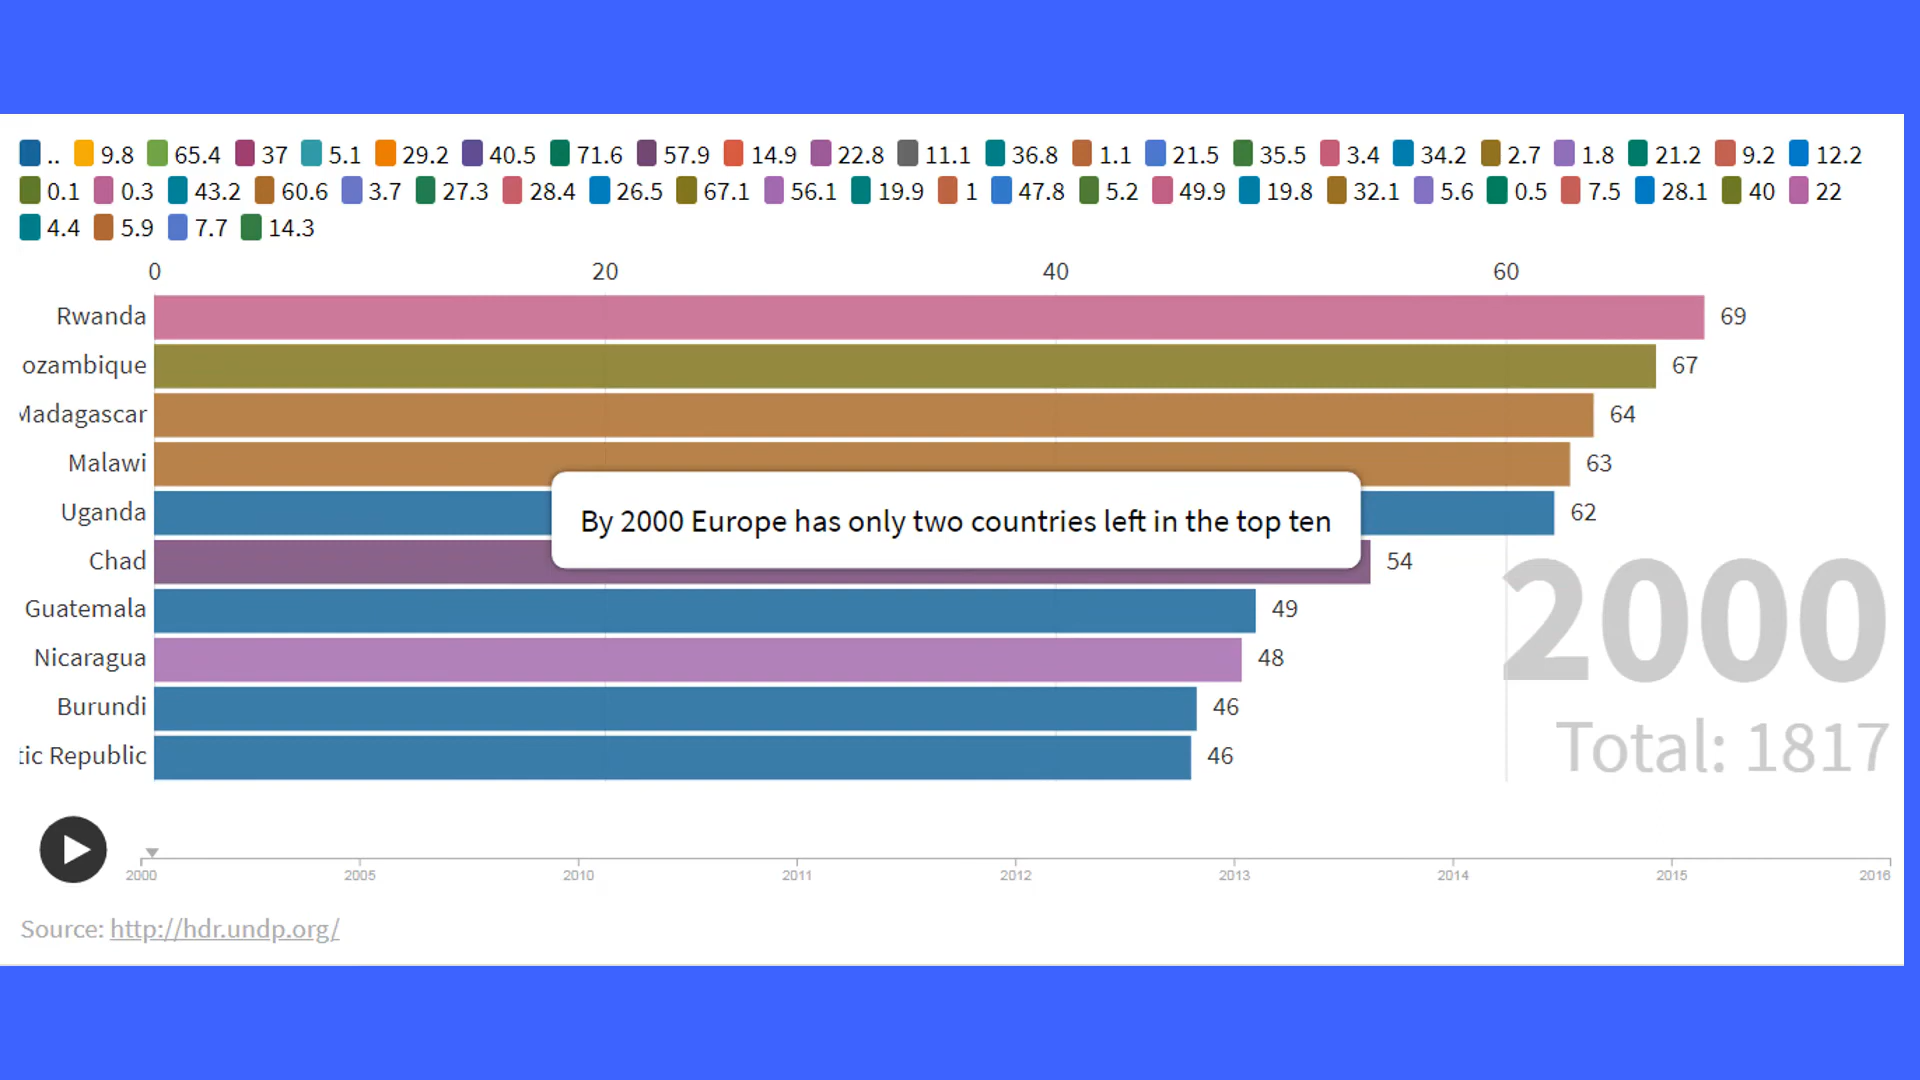 .. 9.8 65.4 37 5.1 29.2 40.5 71.6 57.9 14.9 22.8 11.1 36.8 1.1 21.5 35.5 3.4 34.2 2.7 1.8 21.2 9.2 12.2
0.1 0.3 43.2 60.6 3.7 27.3 28.4 26.5 67.1 56.1 19.9 1 47.8 5.2 49.9 19.8 32.1 5.6 0.5 7.5 28.1 40 22
4.4 5.9 7.7 14.3
0 20 40 60
Rwanda 69
ozambique 67
Madagascar 64
Malawi 63
Uganda 62
By 2000 Europe has only two countries left in the top ten
Chad 54
Guatemala 49
2000
Nicaragua 48
Burundi 46
Total: 1817
tic Republic 46
2000 2005 2010 2011 2012 2013 2014 2015 2016
Source: http://hdr.undp.org/